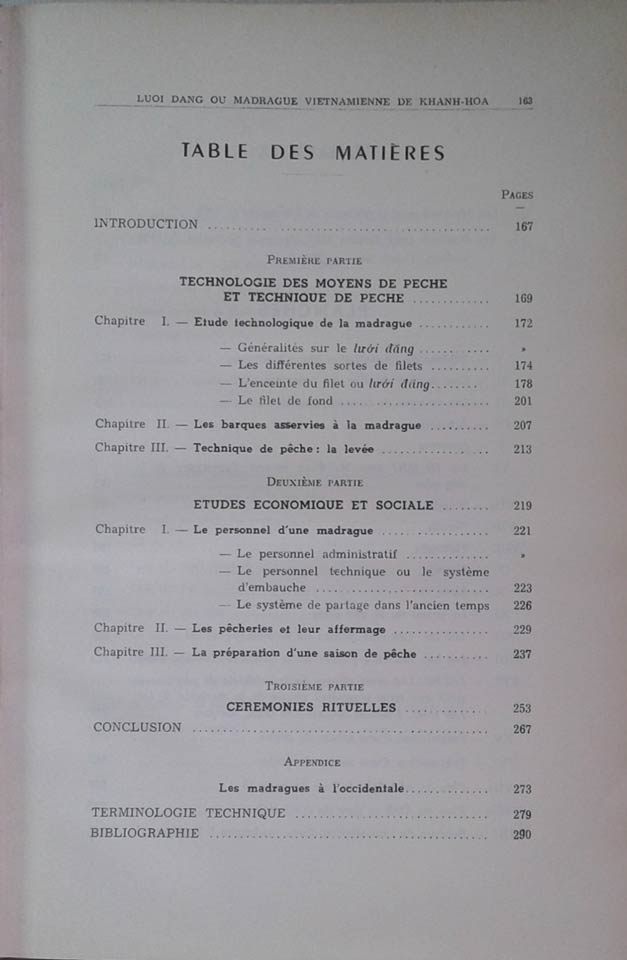 LUOI DANG OU MADRAGUE VIETNAMIENNE DE KHANH-HOA 163
TABLE DES MATIÈRES
PAGES
INTRODUCTION .......... 167
PREMIÈRE PARTIE
TECHNOLOGIE DES MOYENS DE PECHE
ET TECHNIQUE DE PECHE .......... 169
Chapitre I. — Etude technologique de la madrague .......... 172
— Généralités sur le lưới đăng .......... »
— Les différentes sortes de filets .......... 174
— L'enceinte du filet ou lưới đăng .......... 178
— Le filet de fond .......... 201
Chapitre II. — Les barques asservies à la madrague .......... 207
Chapitre III. — Technique de pêche : la levée .......... 213
DEUXIÈME PARTIE
ETUDES ECONOMIQUE ET SOCIALE .......... 219
Chapitre I. — Le personnel d'une madrague .......... 221
— Le personnel administratif .......... »
— Le personnel technique ou le système
d'embauche .......... 223
— Le système de partage dans l'ancien temps 226
Chapitre II. — Les pêcheries et leur affermage .......... 229
Chapitre III. — La préparation d'une saison de pêche .......... 237
TROISIÈME PARTIE
CEREMONIES RITUELLES .......... 253
CONCLUSION .......... 267
APPENDICE
Les madragues à l'occidentale .......... 273
TERMINOLOGIE TECHNIQUE .......... 279
BIBLIOGRAPHIE .......... 290